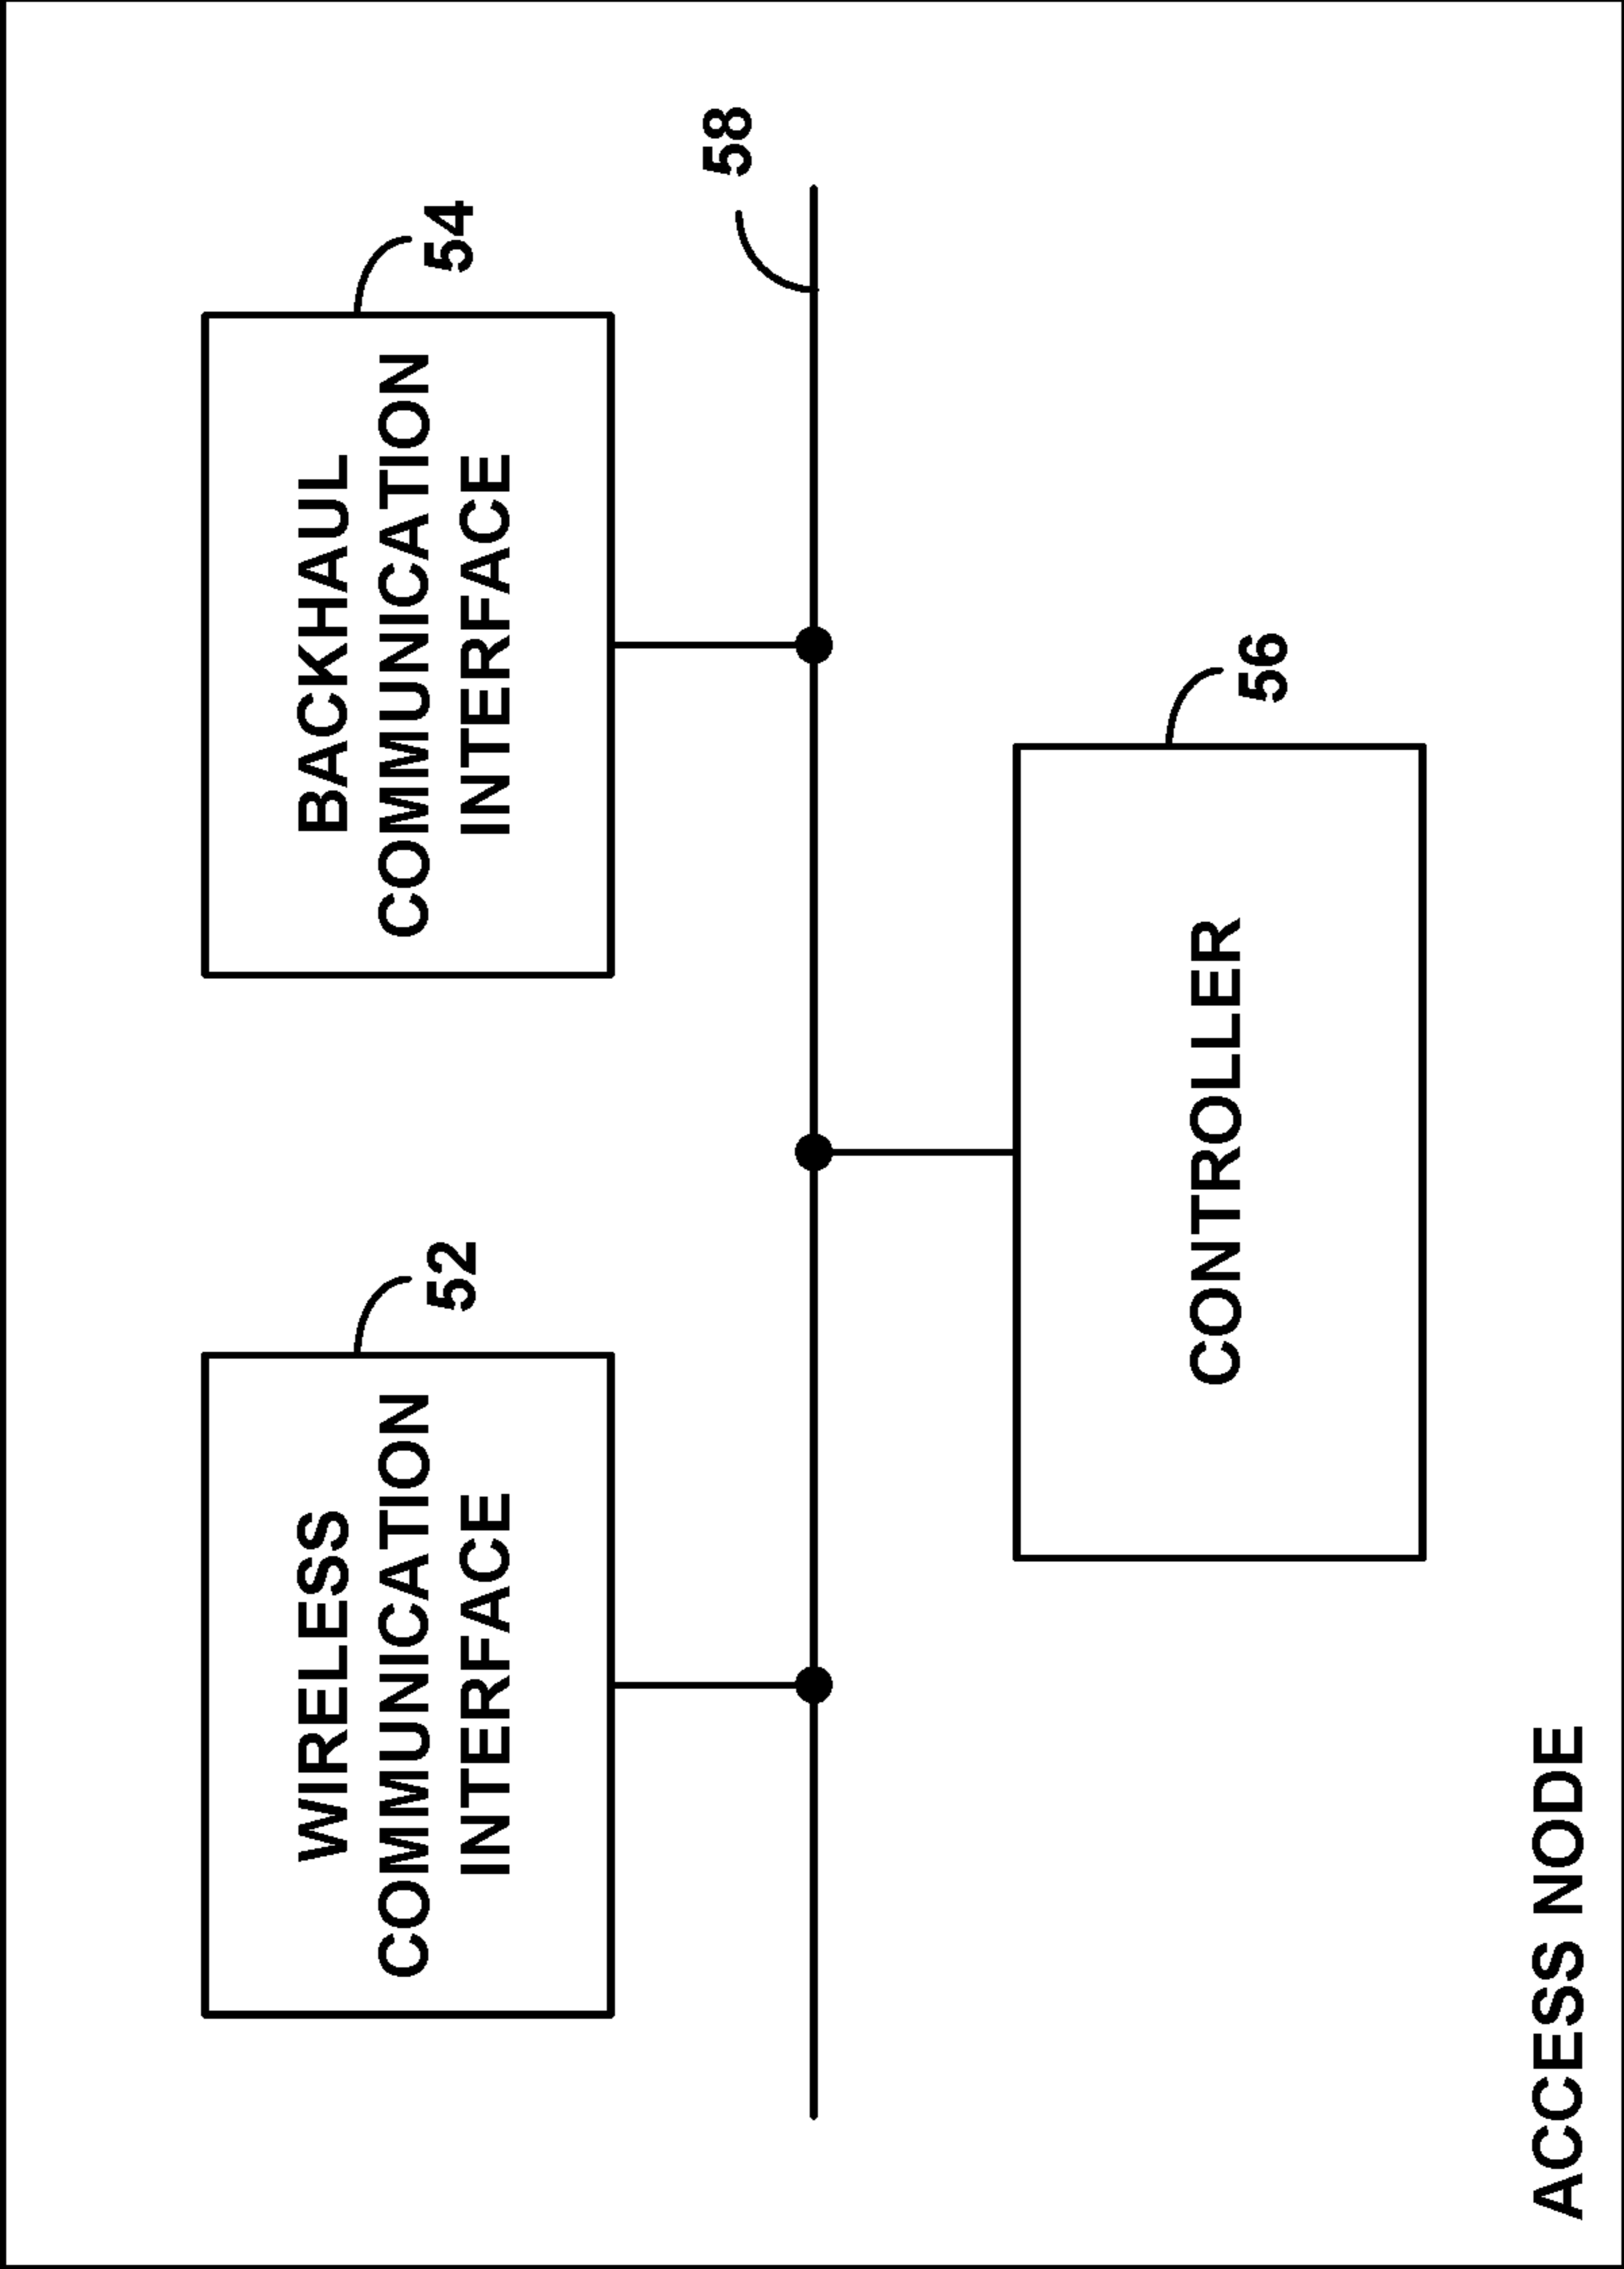 WIRELESS
COMMUNICATION
INTERFACE
52
BACKHAUL
COMMUNICATION
INTERFACE
54
58
CONTROLLER
56
ACCESS NODE